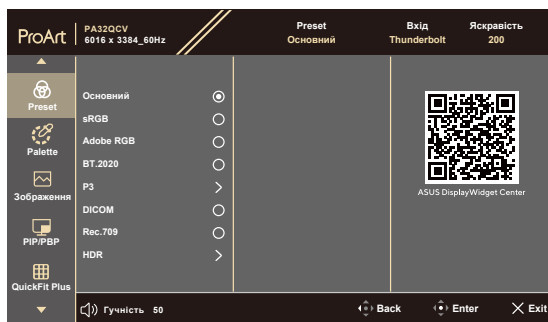 ProArt
PA32QCV
6016 x 3384_60Hz
Preset
Основний
Вхід
Thunderbolt
Яскравість
200
Preset
Palette
Зображення
PIP/PBP
QuickFit Plus
Основний
sRGB
Adobe RGB
BT.2020
P3
DICOM
Rec.709
HDR
ASUS DisplayWidget Center
Гучність 50
Back
Enter
Exit